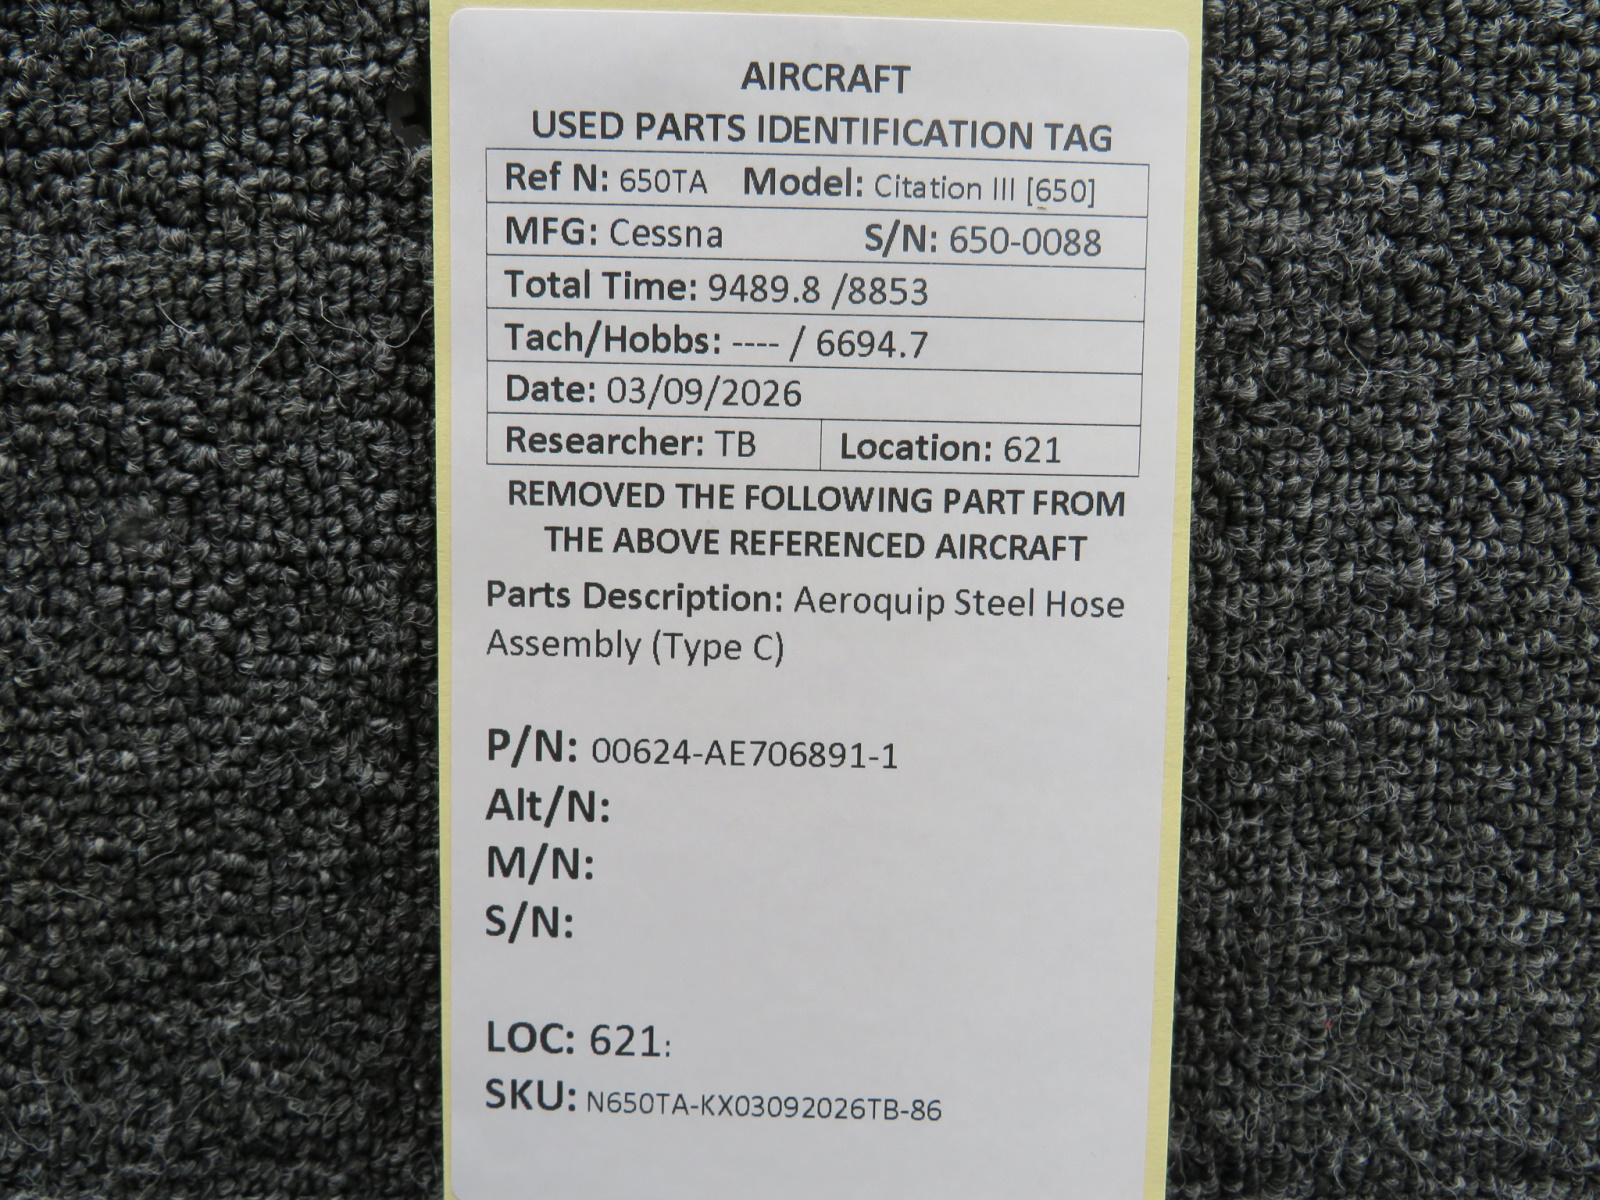 AIRCRAFT
USED PARTS IDENTIFICATION TAG
Ref N: 650TA Model: Citation III [650]
MFG: Cessna S/N: 650-0088
Total Time: 9489.8 /8853
Tach/Hobbs: ---- / 6694.7
Date: 03/09/2026
Researcher: TB Location: 621
REMOVED THE FOLLOWING PART FROM
THE ABOVE REFERENCED AIRCRAFT
Parts Description: Aeroquip Steel Hose
Assembly (Type C)
P/N: 00624-AE706891-1
Alt/N:
M/N:
S/N:
LOC: 621:
SKU: N650TA-KX03092026TB-86